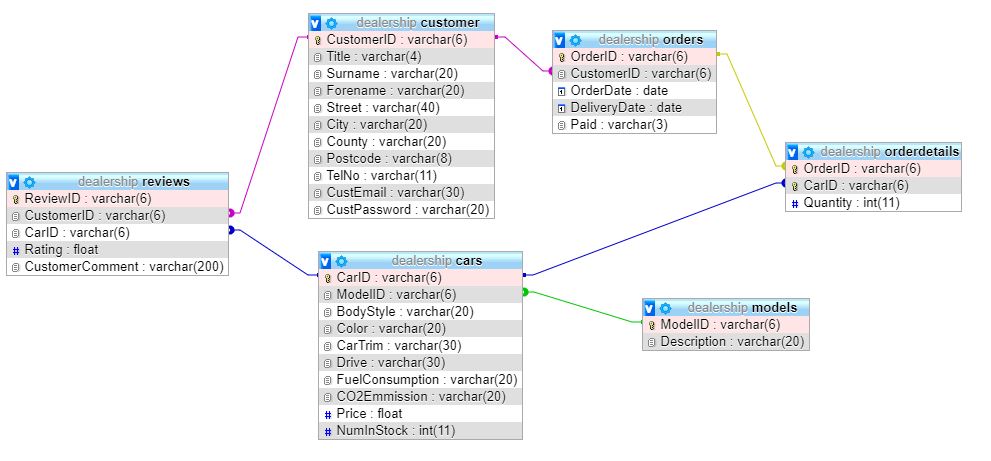 dealership customer
CustomerID : varchar(6)
Title : varchar(4)
Surname : varchar(20)
Forename : varchar(20)
Street : varchar(40)
City : varchar(20)
County : varchar(20)
Postcode : varchar(8)
TelNo : varchar(11)
CustEmail : varchar(30)
CustPassword : varchar(20)
dealership orders
OrderID : varchar(6)
CustomerID : varchar(6)
OrderDate : date
DeliveryDate : date
Paid : varchar(3)
dealership orderdetails
OrderID : varchar(6)
CarID : varchar(6)
# Quantity : int(11)
dealership reviews
ReviewID : varchar(6)
CustomerID : varchar(6)
CarID : varchar(6)
# Rating : float
CustomerComment : varchar(200)
dealership cars
CarID : varchar(6)
ModelID : varchar(6)
BodyStyle : varchar(20)
Color : varchar(20)
CarTrim : varchar(30)
Drive : varchar(30)
FuelConsumption : varchar(20)
CO2Emmission : varchar(20)
# Price : float
# NumInStock : int(11)
dealership models
ModelID : varchar(6)
Description : varchar(20)